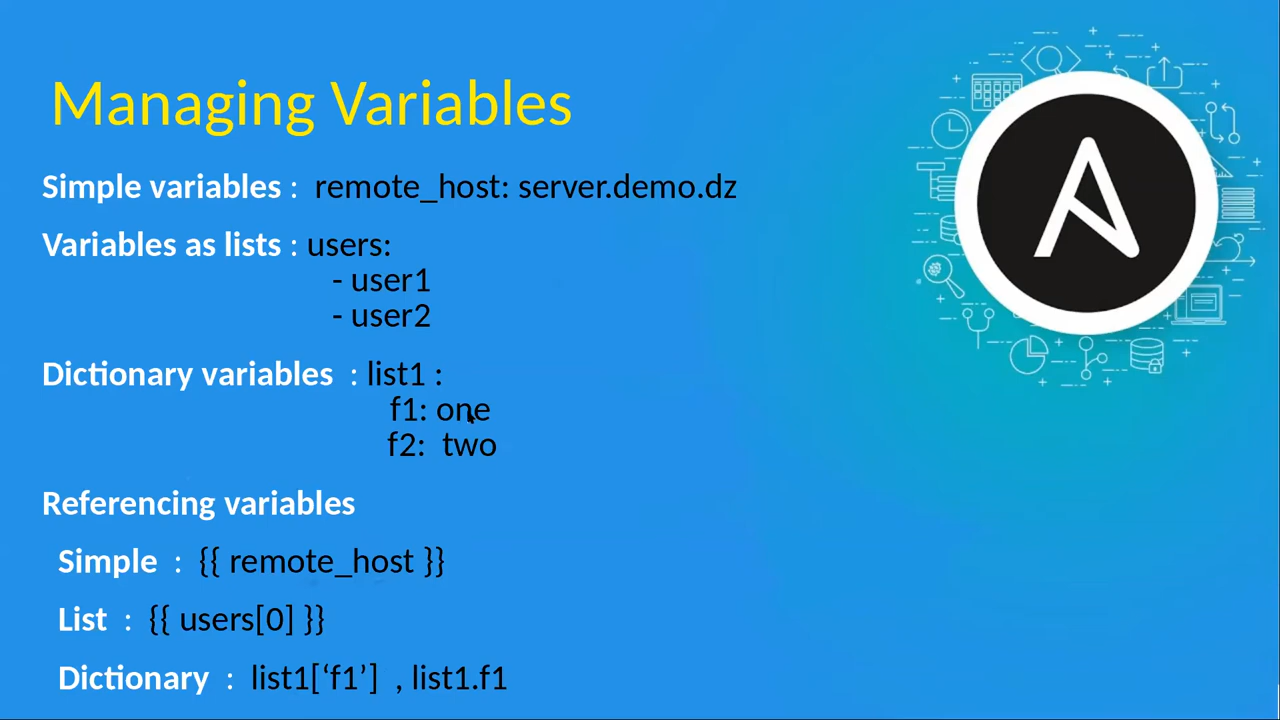 Managing Variables
Simple variables :  remote_host: server.demo.dz
Variables as lists : users:
- user1
- user2
Dictionary variables  : list1 :
f1: one
f2:  two
Referencing variables
Simple  :  {{ remote_host }}
List  :  {{ users[0] }}
Dictionary  :  list1[‘f1’]  , list1.f1